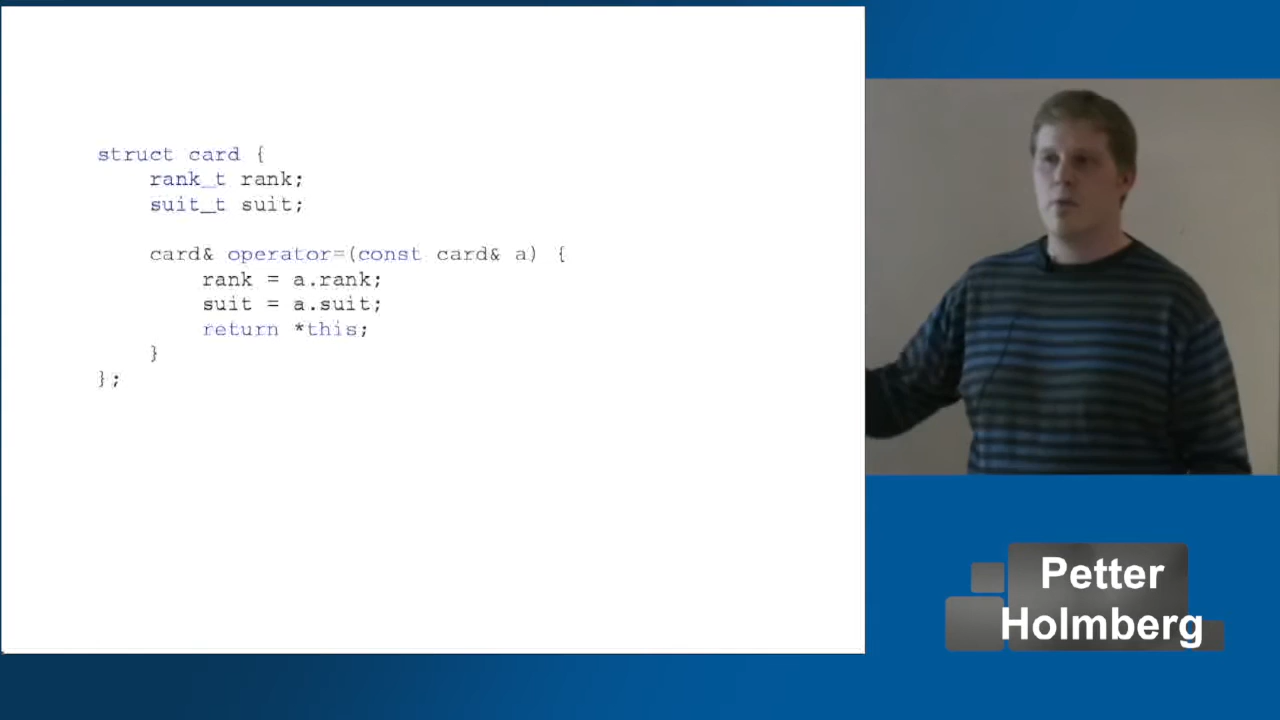 struct card {
    rank_t rank;
    suit_t suit;

    card& operator=(const card& a) {
        rank = a.rank;
        suit = a.suit;
        return *this;
    }
};
Petter
Holmberg